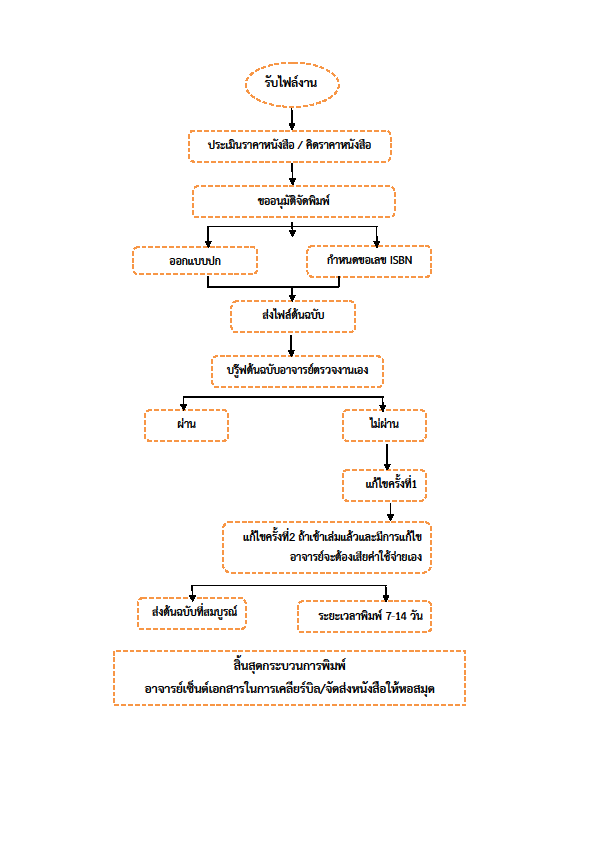 รับไฟล์งาน
ประเมินราคาหนังสือ / คิดราคาหนังสือ
ขออนุมัติจัดพิมพ์
ออกแบบปก
กำหนดขอเลข ISBN
ส่งไฟล์ต้นฉบับ
บรู๊ฟต้นฉบับอาจารย์ตรวจงานเอง
ผ่าน
ไม่ผ่าน
แก้ไขครั้งที่1
แก้ไขครั้งที่2 ถ้าเข้าเล่มแล้วและมีการแก้ไข
อาจารย์จะต้องเสียค่าใช้จ่ายเอง
ส่งต้นฉบับที่สมบูรณ์
ระยะเวลาพิมพ์ 7-14 วัน
สิ้นสุดกระบวนการพิมพ์
อาจารย์เซ็นต์เอกสารในการเคลียร์บิล/จัดส่งหนังสือให้หอสมุด